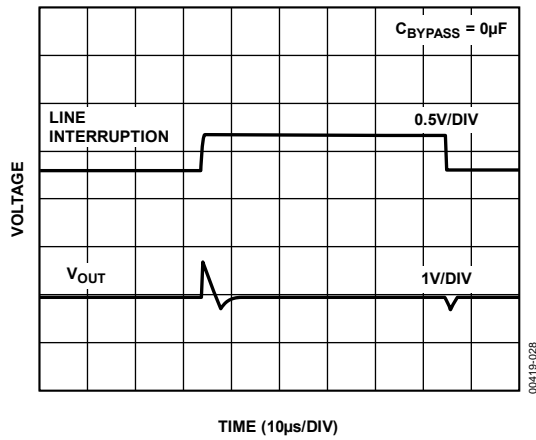 C_BYPASS = 0µF
LINE
INTERRUPTION
0.5V/DIV
VOLTAGE
V_OUT
1V/DIV
TIME (10µs/DIV)
00419-028